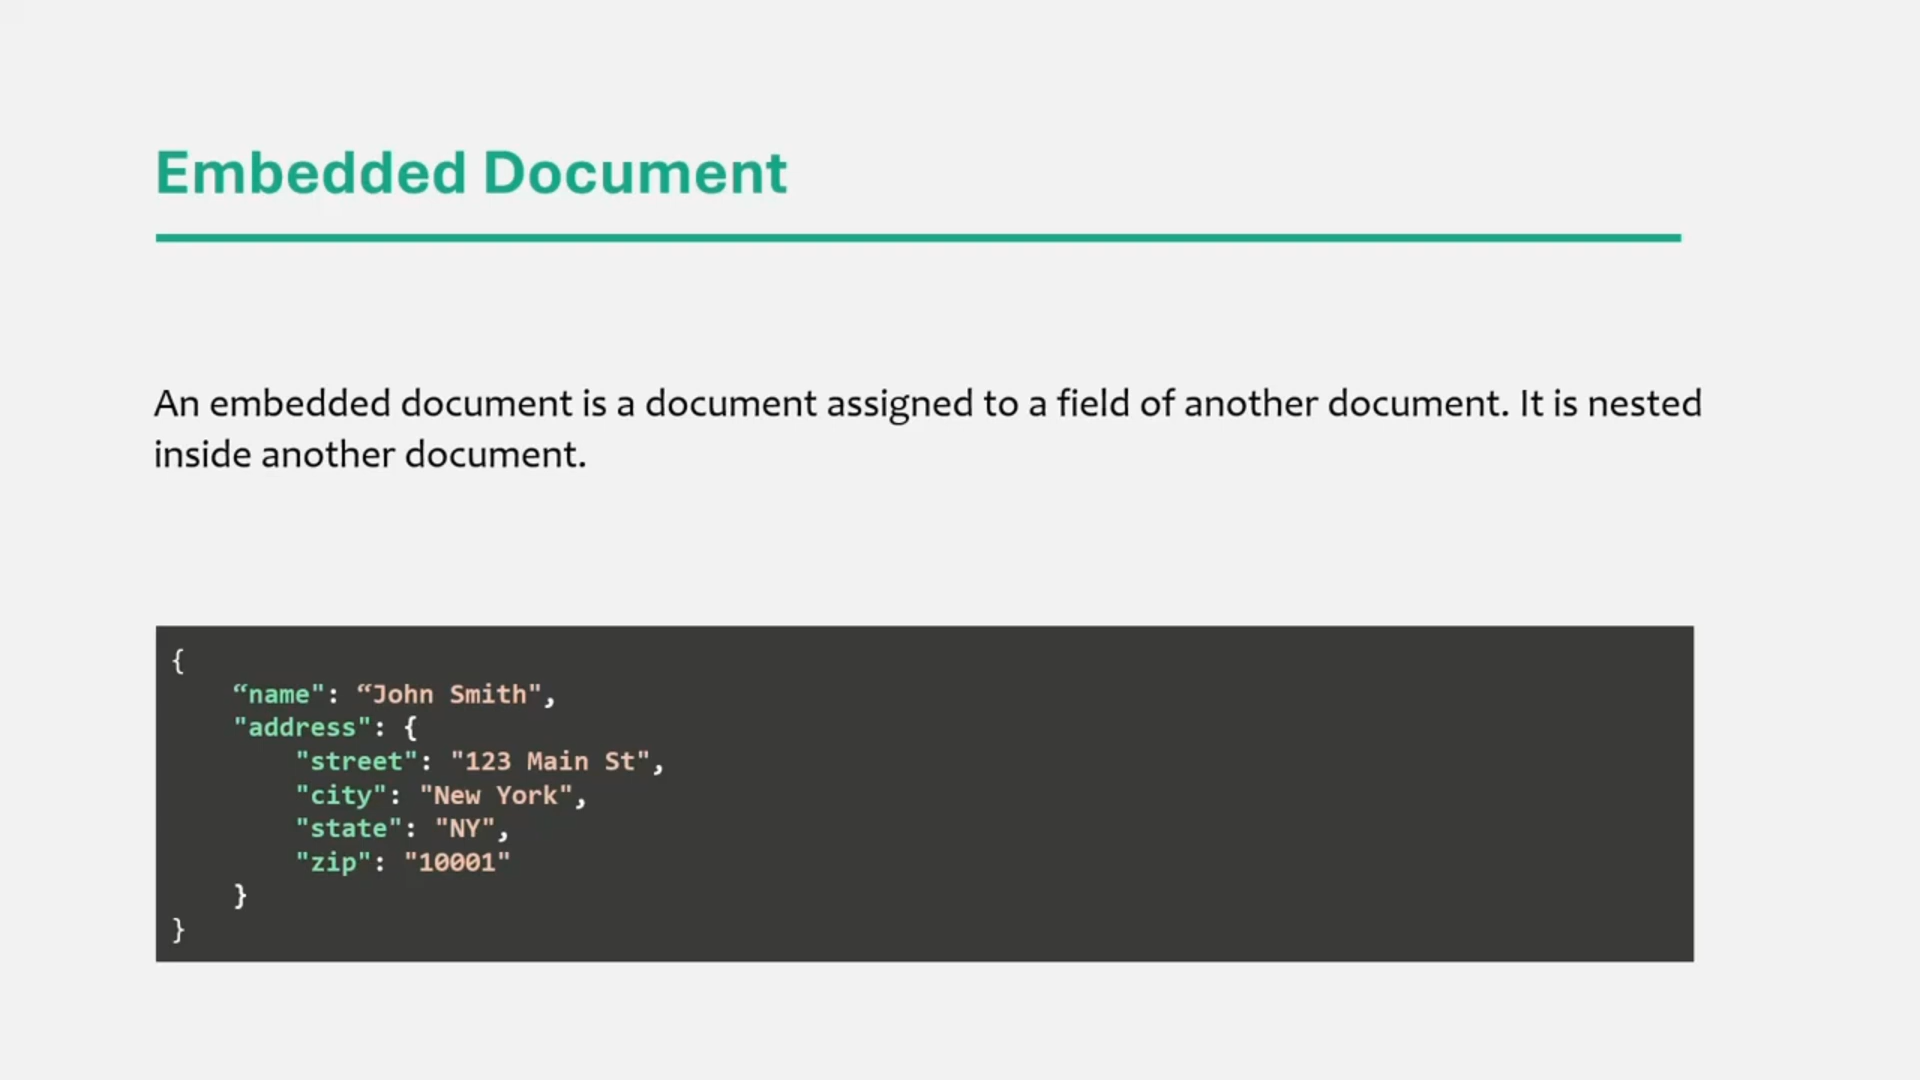 Embedded Document
An embedded document is a document assigned to a field of another document. It is nested
inside another document.
{
    “name": “John Smith",
    "address": {
        "street": "123 Main St",
        "city": "New York",
        "state": "NY",
        "zip": "10001"
    }
}